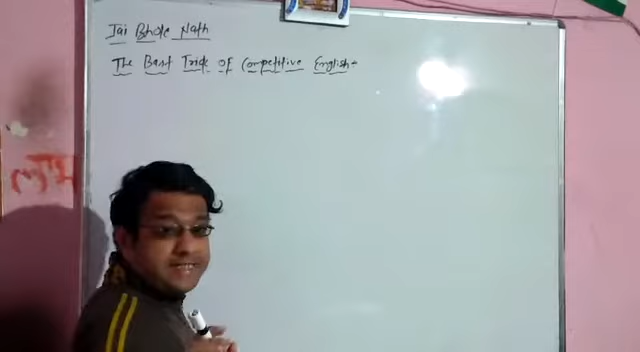 Jai Bhole Nath
The Best Trick of Competitive English-